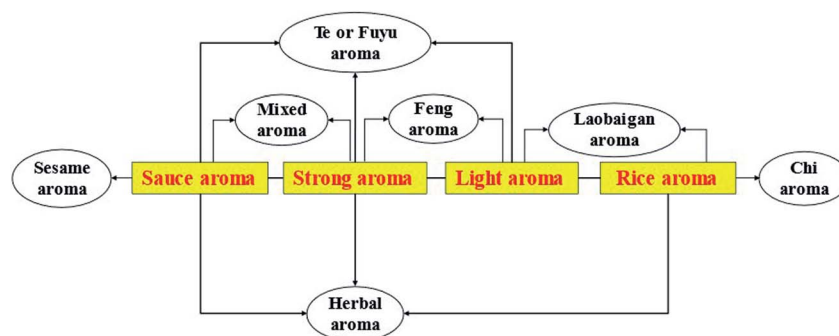 Te or Fuyu
aroma
Mixed
aroma
Feng
aroma
Laobaigan
aroma
Sesame
aroma
Sauce aroma
Strong aroma
Light aroma
Rice aroma
Chi
aroma
Herbal
aroma